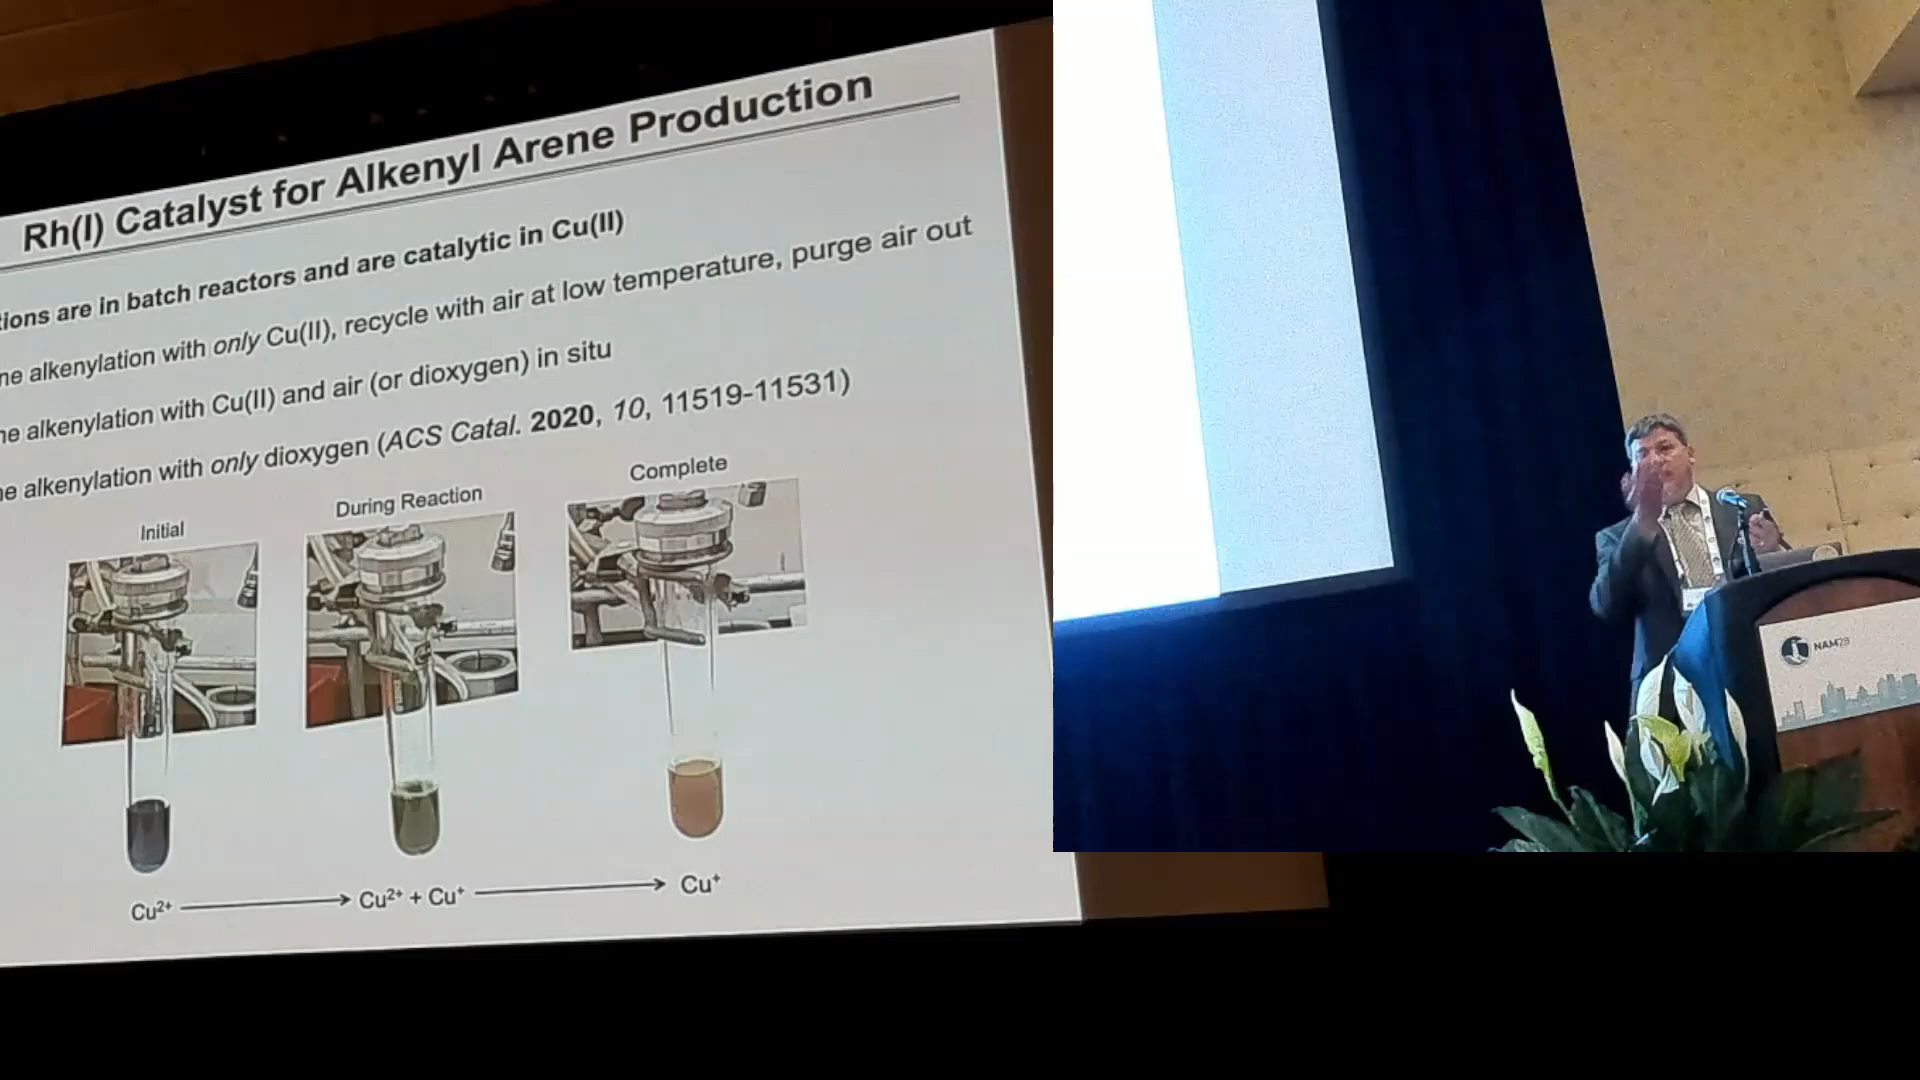 Rh(I) Catalyst for Alkenyl Arene Production
tions are in batch reactors and are catalytic in Cu(II)
ne alkenylation with only Cu(II), recycle with air at low temperature, purge air out
ne alkenylation with Cu(II) and air (or dioxygen) in situ
ne alkenylation with only dioxygen (ACS Catal. 2020, 10, 11519-11531)
Initial
During Reaction
Complete
Cu²⁺ → Cu²⁺ + Cu⁺ → Cu⁺
NAM28